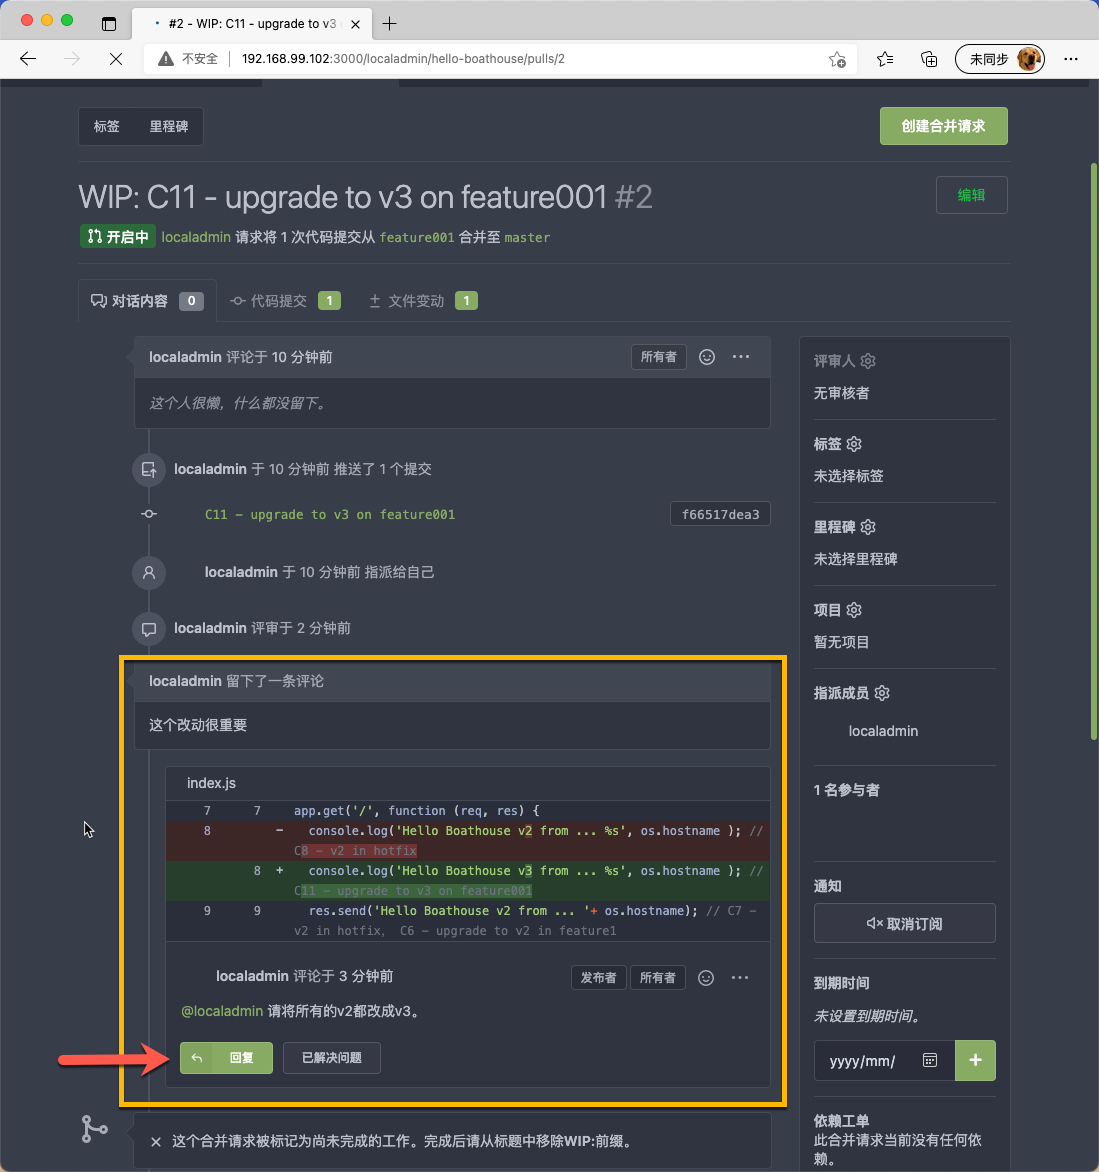 #2 - WIP: C11 - upgrade to v3
不安全
192.168.99.102:3000/localadmin/hello-boathouse/pulls/2
未同步
标签 里程碑
创建合并请求
WIP: C11 - upgrade to v3 on feature001 #2
编辑
开启中 localadmin 请求将 1 次代码提交从 feature001 合并至 master
对话内容 0 代码提交 1 文件变动 1
localadmin 评论于 10 分钟前 所有者
这个人很懒，什么都没留下。
localadmin 于 10 分钟前 推送了 1 个提交
C11 - upgrade to v3 on feature001 f66517dea3
localadmin 于 10 分钟前 指派给自己
localadmin 评审于 2 分钟前
localadmin 留下了一条评论
这个改动很重要
index.js
7 7 app.get('/', function (req, res) {
8 - console.log('Hello Boathouse v2 from ... %s', os.hostname ); //
C8 - v2 in hotfix
8 + console.log('Hello Boathouse v3 from ... %s', os.hostname ); //
C11 - upgrade to v3 on feature001
9 9 res.send('Hello Boathouse v2 from ... '+ os.hostname); // C7 -
v2 in hotfix, C6 - upgrade to v2 in feature1
localadmin 评论于 3 分钟前 发布者 所有者
@localadmin 请将所有的v2都改成v3。
回复 已解决问题
这个合并请求被标记为尚未完成的工作。完成后请从标题中移除WIP:前缀。
评审人
无审核者
标签
未选择标签
里程碑
未选择里程碑
项目
暂无项目
指派成员
localadmin
1 名参与者
通知
取消订阅
到期时间
未设置到期时间。
yyyy/mm/ +
依赖工单
此合并请求当前没有任何依
赖。